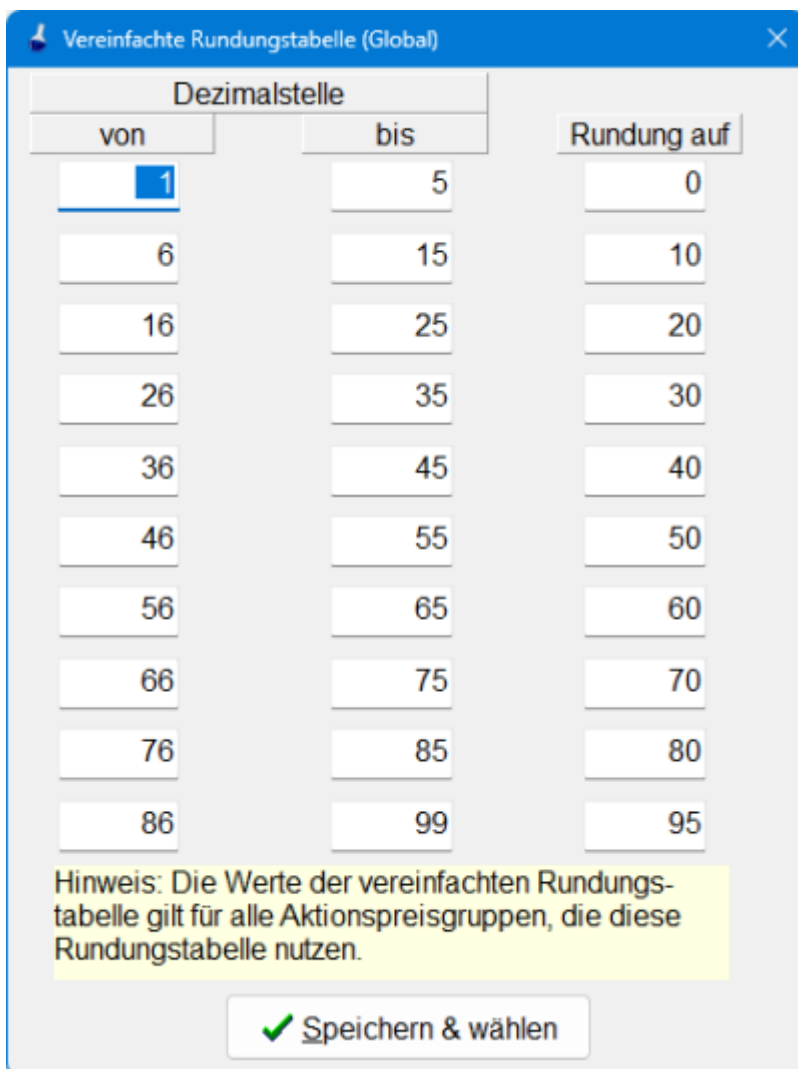 Vereinfachte Rundungstabelle (Global)
Dezimalstelle
von bis Rundung auf
1 5 0
6 15 10
16 25 20
26 35 30
36 45 40
46 55 50
56 65 60
66 75 70
76 85 80
86 99 95
Hinweis: Die Werte der vereinfachten Rundungs-
tabelle gilt für alle Aktionspreisgruppen, die diese
Rundungstabelle nutzen.
Speichern & wählen